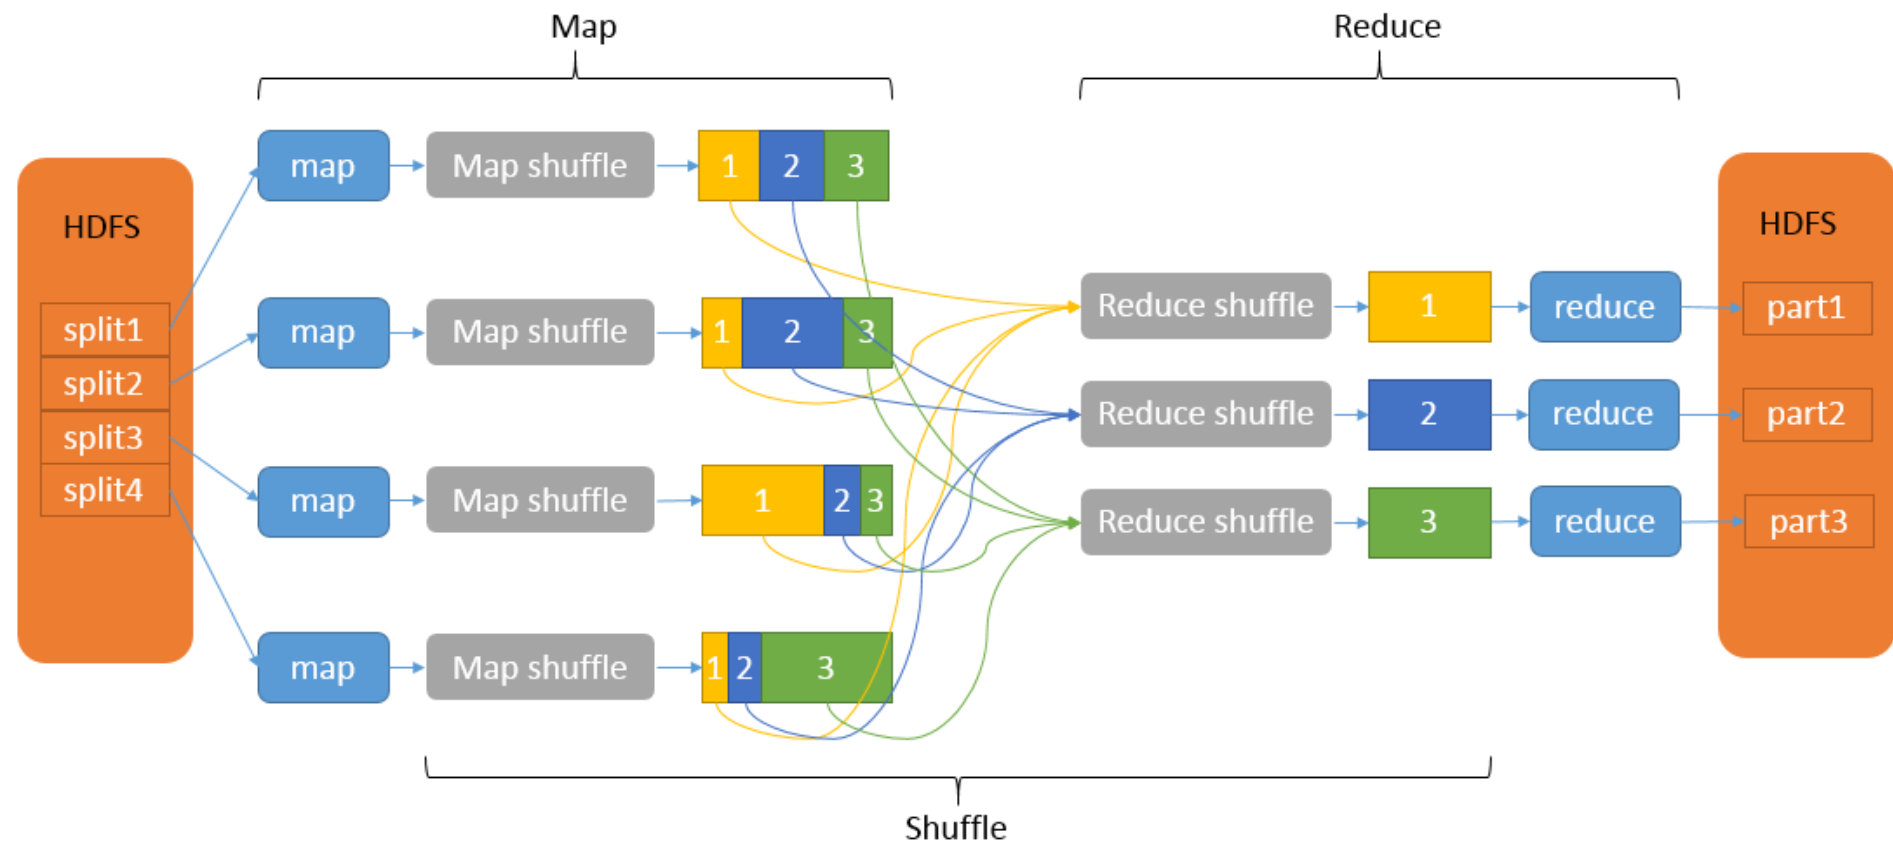 Map
Reduce
HDFS
split1
split2
split3
split4
map
Map shuffle
1 2 3
map
Map shuffle
1 2 3
map
Map shuffle
1 2 3
map
Map shuffle
1 2 3
Reduce shuffle
1
reduce
Reduce shuffle
2
reduce
Reduce shuffle
3
reduce
HDFS
part1
part2
part3
Shuffle